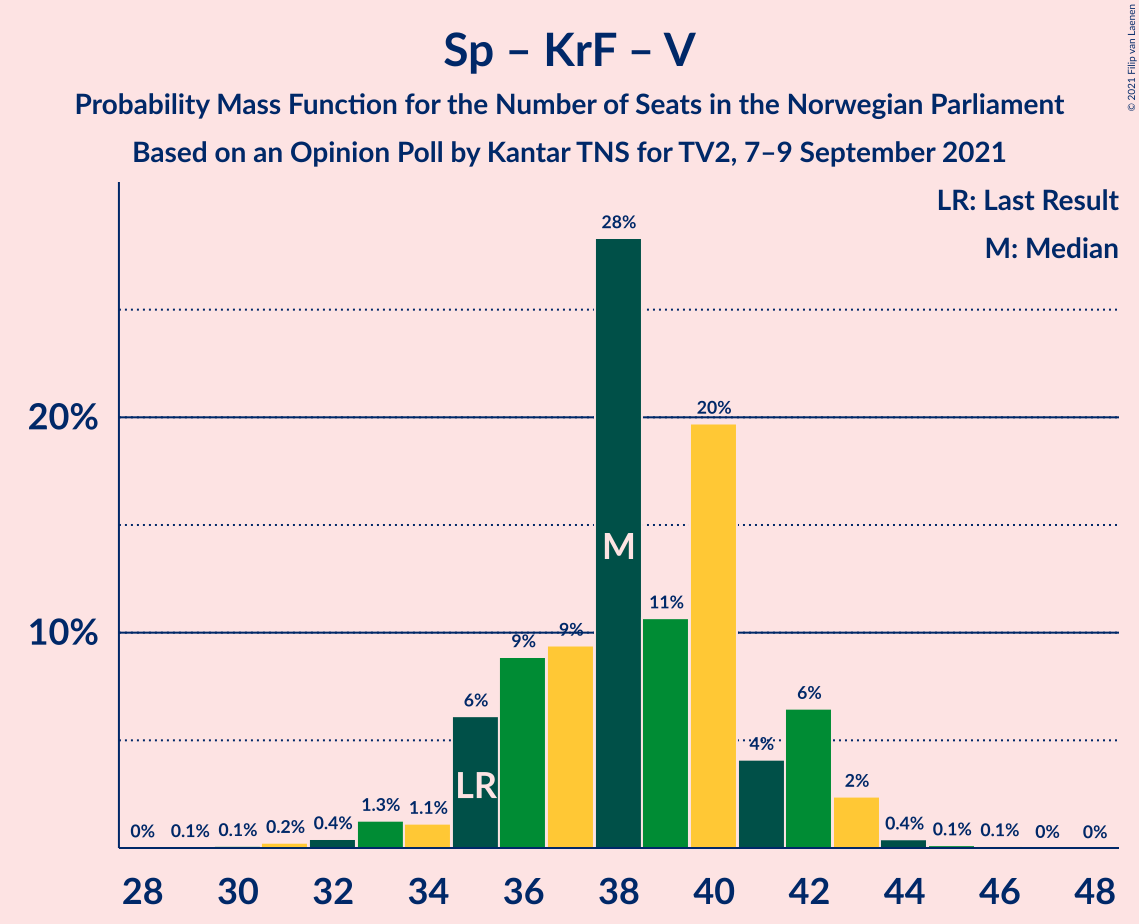 Sp – KrF – V
Probability Mass Function for the Number of Seats in the Norwegian Parliament
Based on an Opinion Poll by Kantar TNS for TV2, 7–9 September 2021
© 2021 Filip van Laenen
LR: Last Result
M: Median
20%
10%
0% 0.1% 0.1% 0.2% 0.4% 1.3% 1.1% 6% 9% 9% 28% 11% 20% 4% 6% 2% 0.4% 0.1% 0.1% 0% 0%
LR
M
28 30 32 34 36 38 40 42 44 46 48